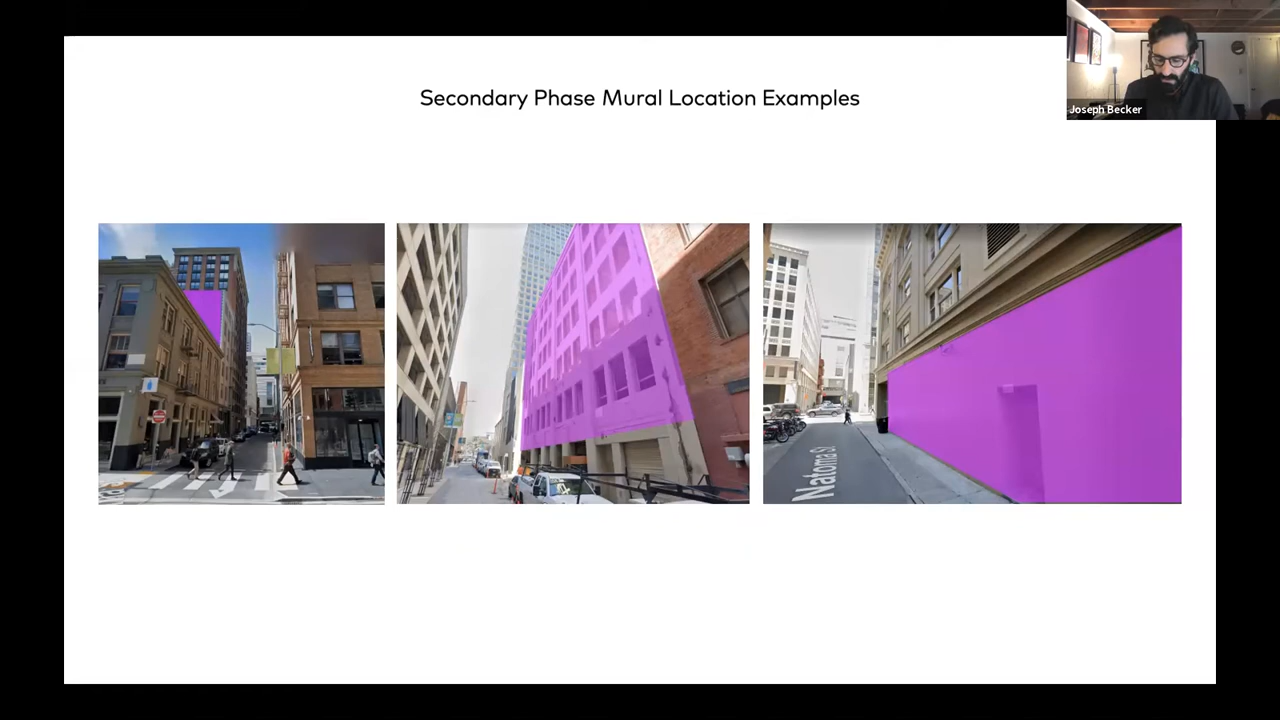 Secondary Phase Mural Location Examples
Joseph Becker
Natoma St